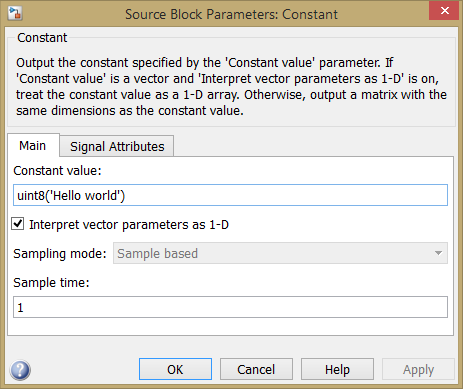 Source Block Parameters: Constant
Constant
Output the constant specified by the 'Constant value' parameter. If
'Constant value' is a vector and 'Interpret vector parameters as 1-D' is on,
treat the constant value as a 1-D array. Otherwise, output a matrix with the
same dimensions as the constant value.
Main Signal Attributes
Constant value:
uint8('Hello world')
Interpret vector parameters as 1-D
Sampling mode: Sample based
Sample time:
1
? OK Cancel Help Apply